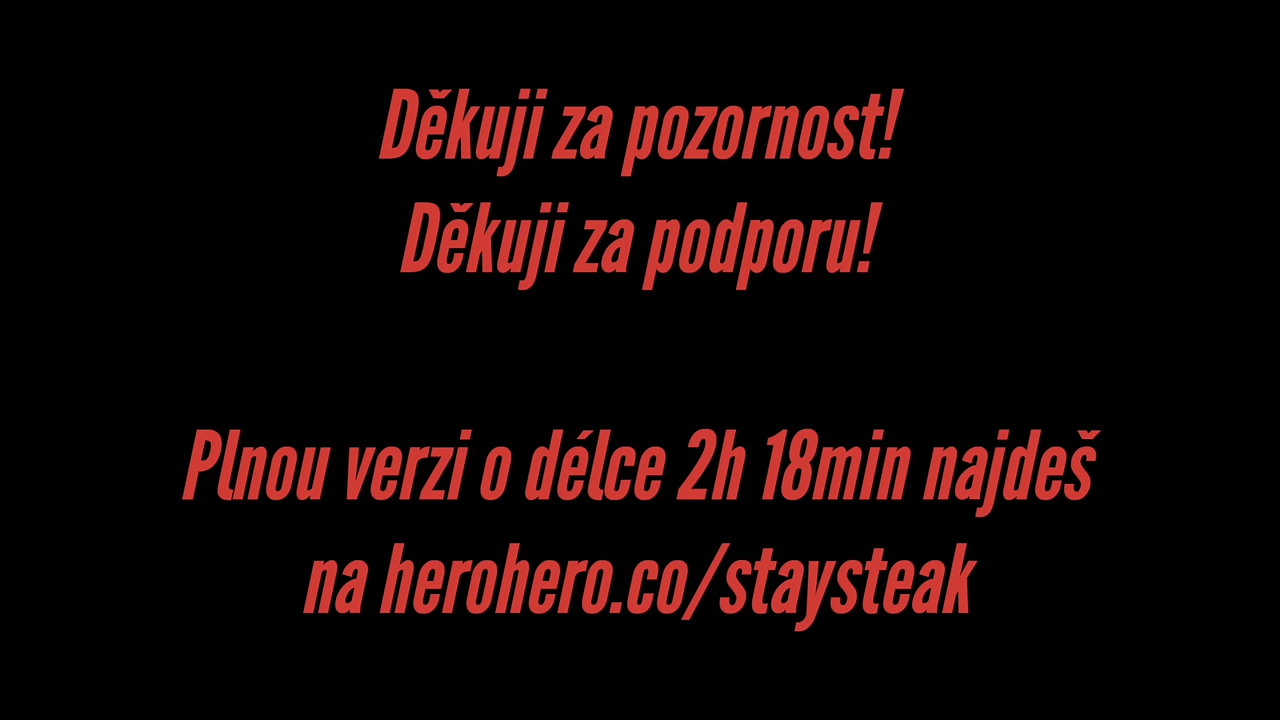 Děkuji za pozornost!
Děkuji za podporu!
Plnou verzi o délce 2h 18min najdeš
na herohero.co/staysteak